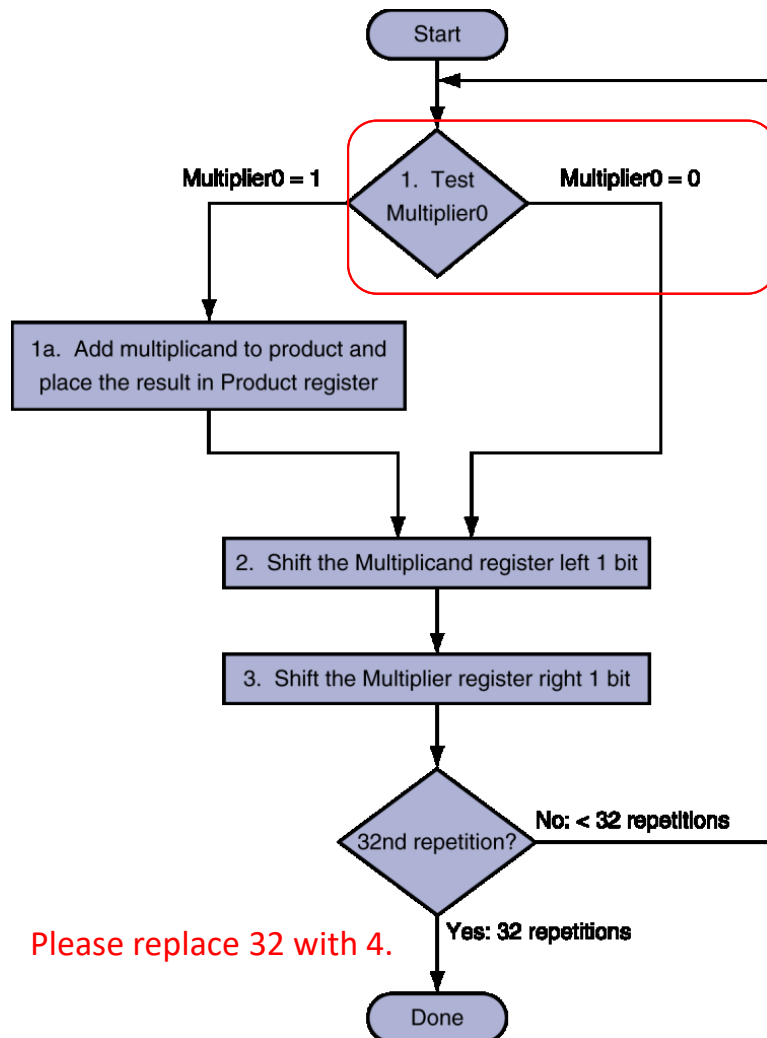 Start
1. Test
Multiplier0
Multiplier0 = 1
Multiplier0 = 0
1a. Add multiplicand to product and
place the result in Product register
2. Shift the Multiplicand register left 1 bit
3. Shift the Multiplier register right 1 bit
32nd repetition?
No: < 32 repetitions
Yes: 32 repetitions
Please replace 32 with 4.
Done